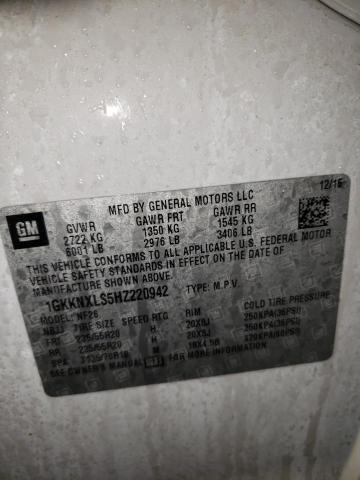 12/16
GM
MFD BY GENERAL MOTORS LLC
GVWR GAWR FRT GAWR RR
2722 KG 1350 KG 1545 KG
6001 LB 2976 LB 3406 LB
THIS VEHICLE CONFORMS TO ALL APPLICABLE U.S. FEDERAL MOTOR
VEHICLE SAFETY STANDARDS IN EFFECT ON THE DATE OF
MANUFACTURE SHOWN ABOVE.
1GKKNXLS5HZ220942 TYPE: M.P.V.
NBJF NF26
TIRE SIZE SPEED RTG RIM COLD TIRE PRESSURE
FRT 235/55R20 H 20X8J 250KPA(36PSI)
RR 235/55R20 H 20X8J 250KPA(36PSI)
SPA M 18X4.5B 420KPA(60PSI)
SEE OWNER'S MANUAL FOR MORE INFORMATION.